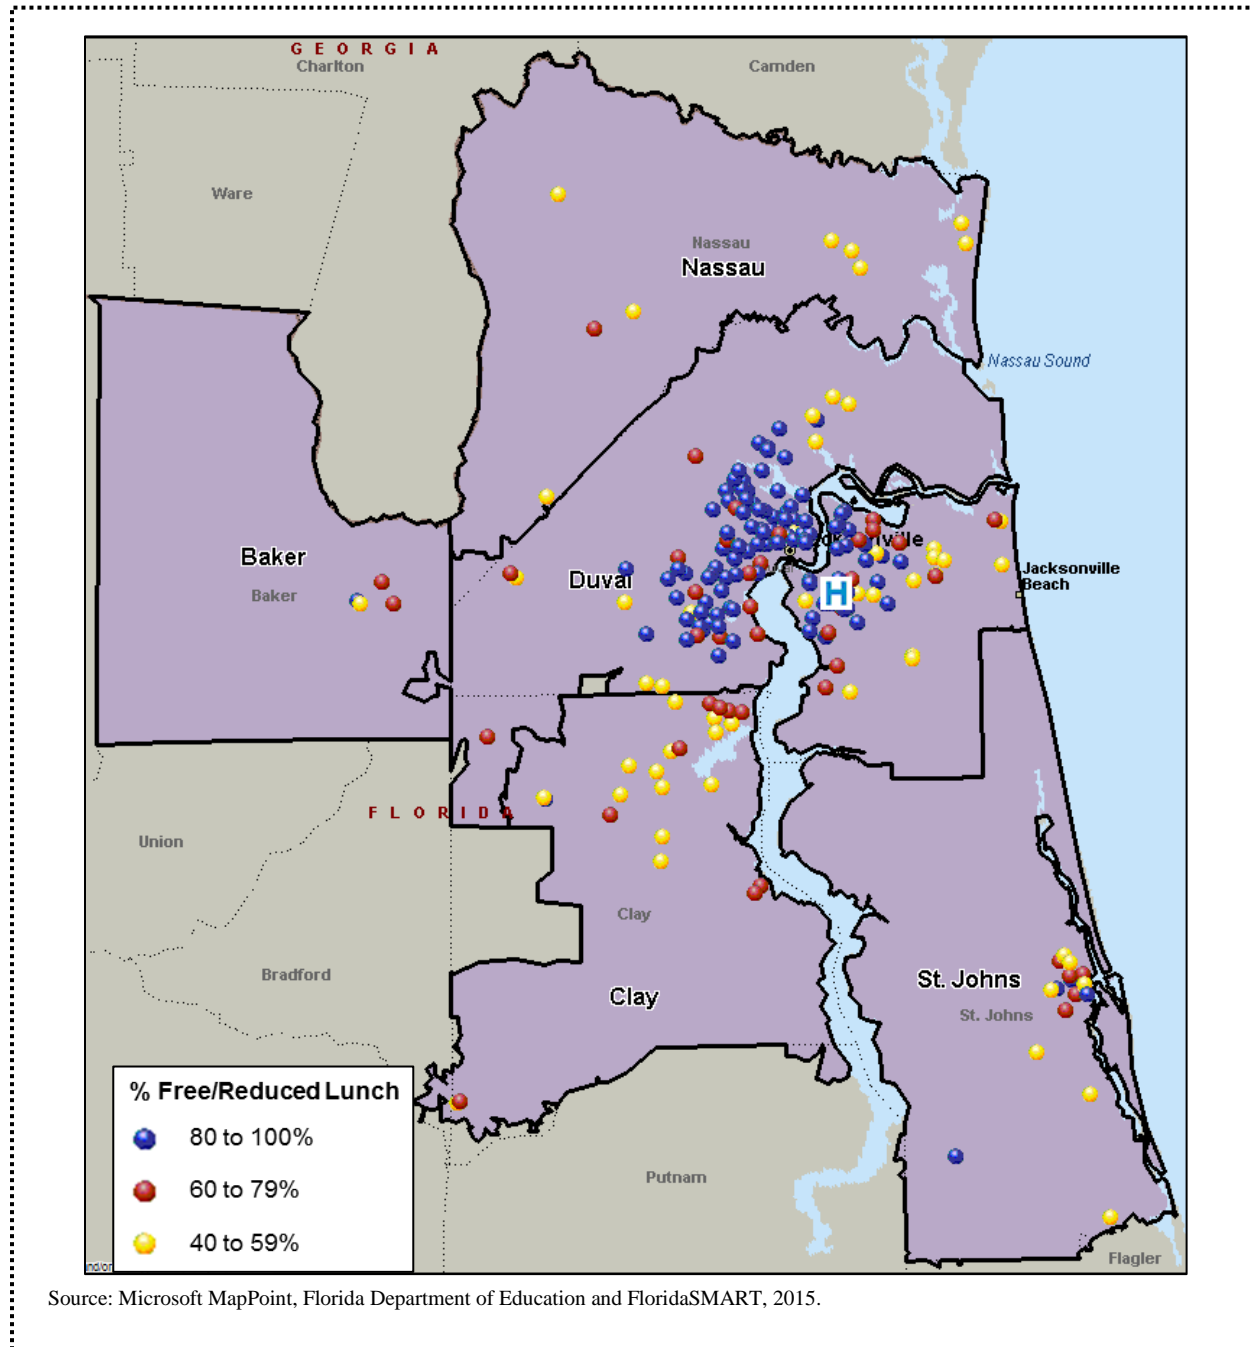 GEORGIA
Charlton
Camden
Ware
Nassau
Nassau
Nassau Sound
Baker
Baker
Duval
Jacksonville
Beach
H
FLORIDA
Union
Clay
Bradford
Clay
St. Johns
St. Johns
Putnam
Flagler
% Free/Reduced Lunch
80 to 100%
60 to 79%
40 to 59%
Source: Microsoft MapPoint, Florida Department of Education and FloridaSMART, 2015.